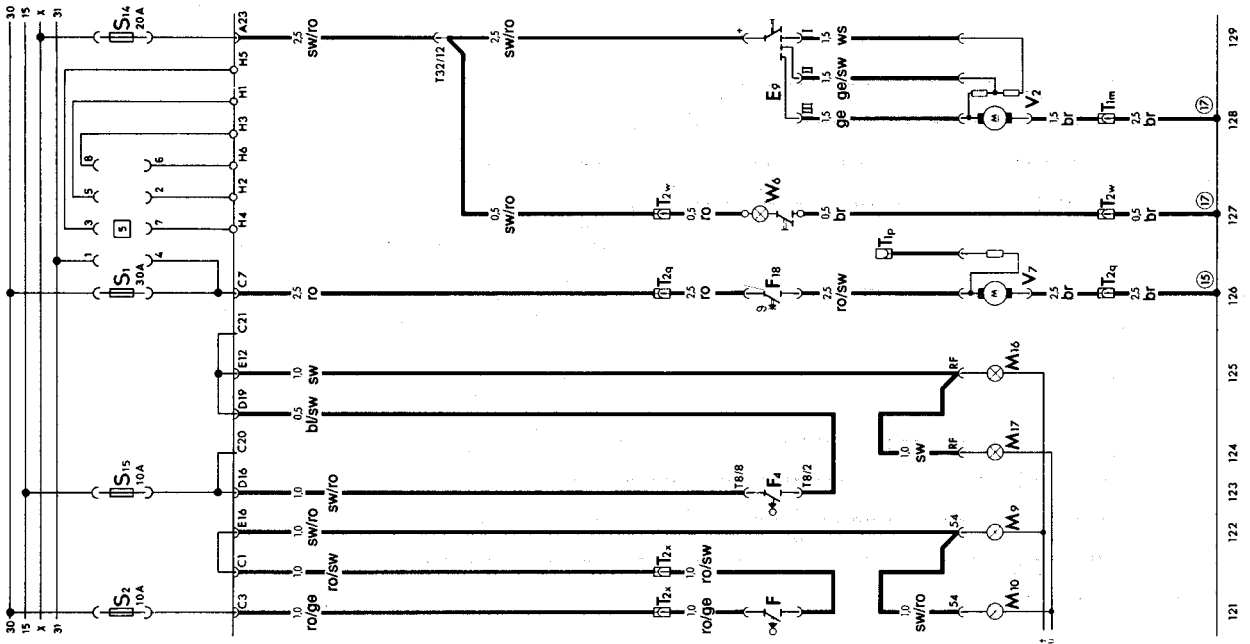 30
15
X
31
30
15
X
31
S2
10A
S15
10A
S1
30A
S14
20A
1
3
5
8
5
4
7
2
6
C3
C1
E16
D16
C20
D19
E12
C21
C7
H4
H2
H6
H3
H1
H5
A23
1,0
ro/ge
1,0
ro/sw
1,0
sw/ro
1,0
sw/ro
0,5
bl/sw
1,0
sw
2,5
ro
0,5
sw/ro
2,5
sw/ro
T32/12
2,5
sw/ro
T2x
T2x
T2q
T2w
1,0
ro/ge
1,0
ro/sw
2,5
ro
0,5
ro
F
T8/8
F4
T8/2
F18
W6
E9
+
III
II
I
2,5
ro/sw
0,5
br
1,5
ge
1,5
ge/sw
1,5
ws
T1p
1,0
sw/ro
1,0
sw
54
54
RF
RF
M10
M9
M17
M16
V7
V2
2,5
br
1,5
br
T2q
T2w
T1m
2,5
br
0,5
br
2,5
br
15
17
17
121
122
123
124
125
126
127
128
129